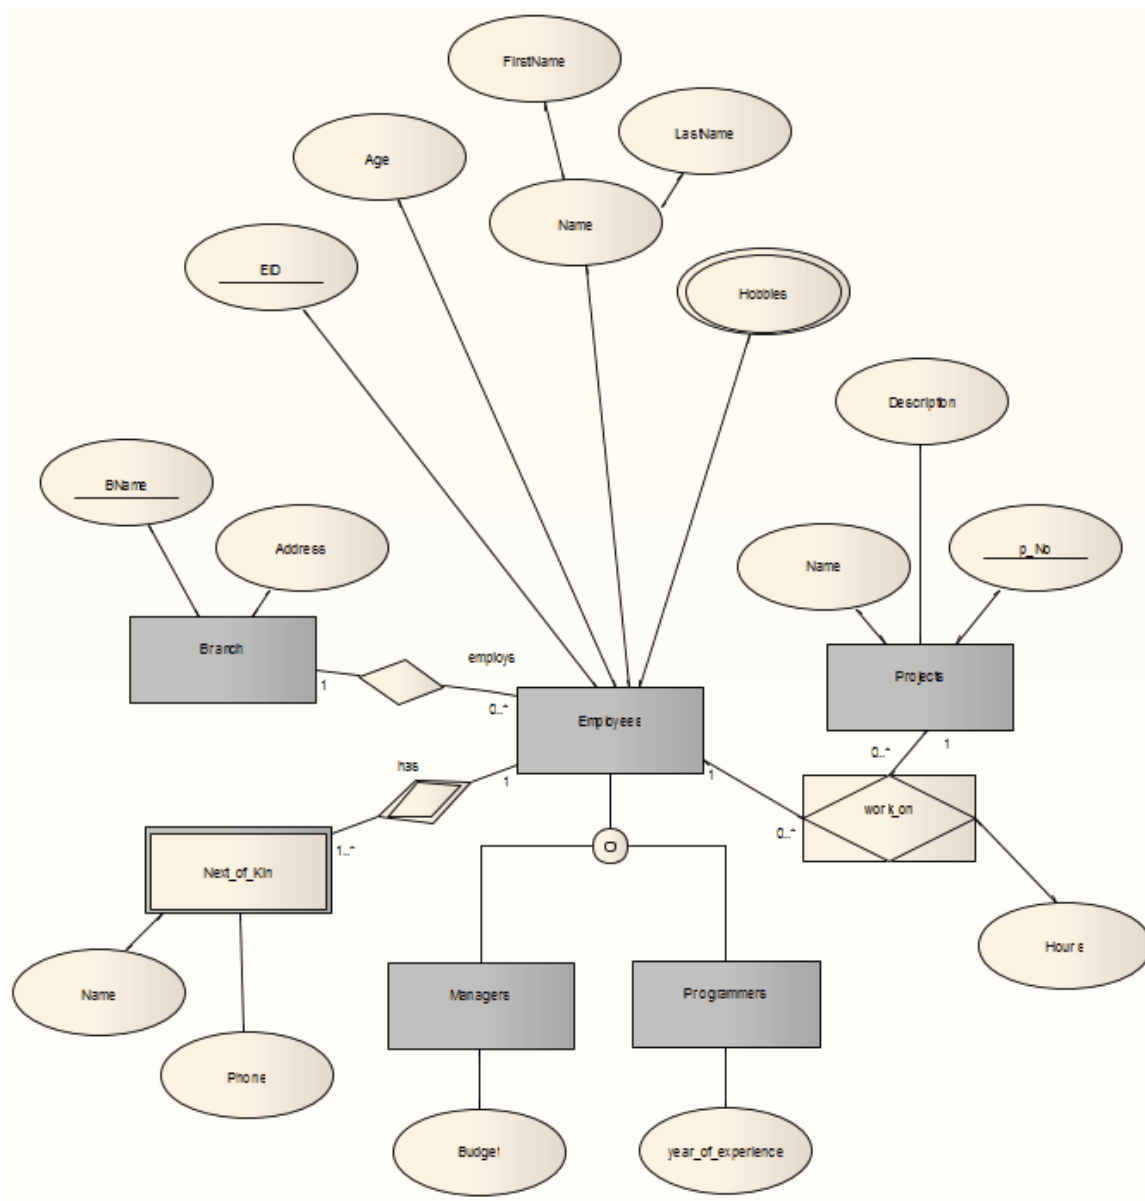 FirstName
LastName
Age
Name
EID
Hobbies
Description
BName
Address
Name
p_No
Branch
employs
Projects
1
0..*
Employees
0..*
1
has
1
1
work_on
0..*
1..*
Next_of_Kin
O
Hours
Name
Managers
Programmers
Phone
Budget
year_of_experience